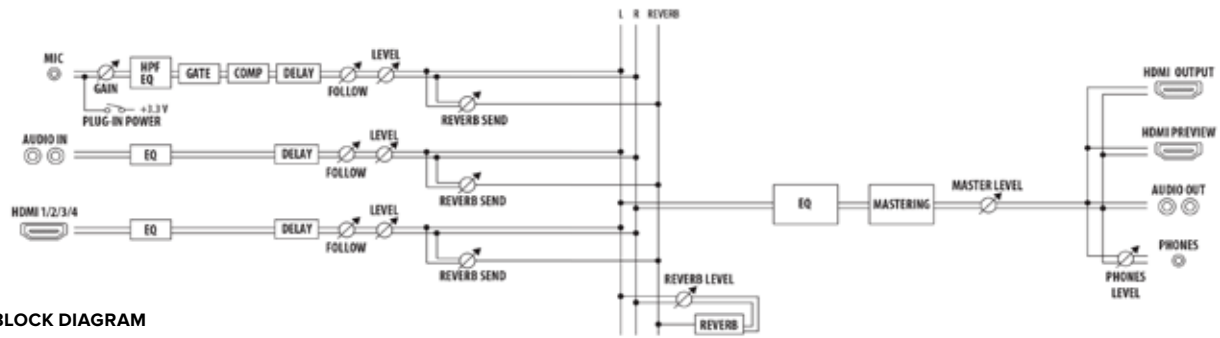 L R REVERB
MIC
GAIN
HPF
EQ
GATE
COMP
DELAY
FOLLOW
LEVEL
REVERB SEND
+3.3 V
PLUG-IN POWER
AUDIO IN
EQ
DELAY
FOLLOW
LEVEL
REVERB SEND
HDMI 1/2/3/4
EQ
DELAY
FOLLOW
LEVEL
REVERB SEND
REVERB LEVEL
REVERB
EQ
MASTERING
MASTER LEVEL
HDMI OUTPUT
HDMI PREVIEW
AUDIO OUT
PHONES
PHONES
LEVEL
BLOCK DIAGRAM